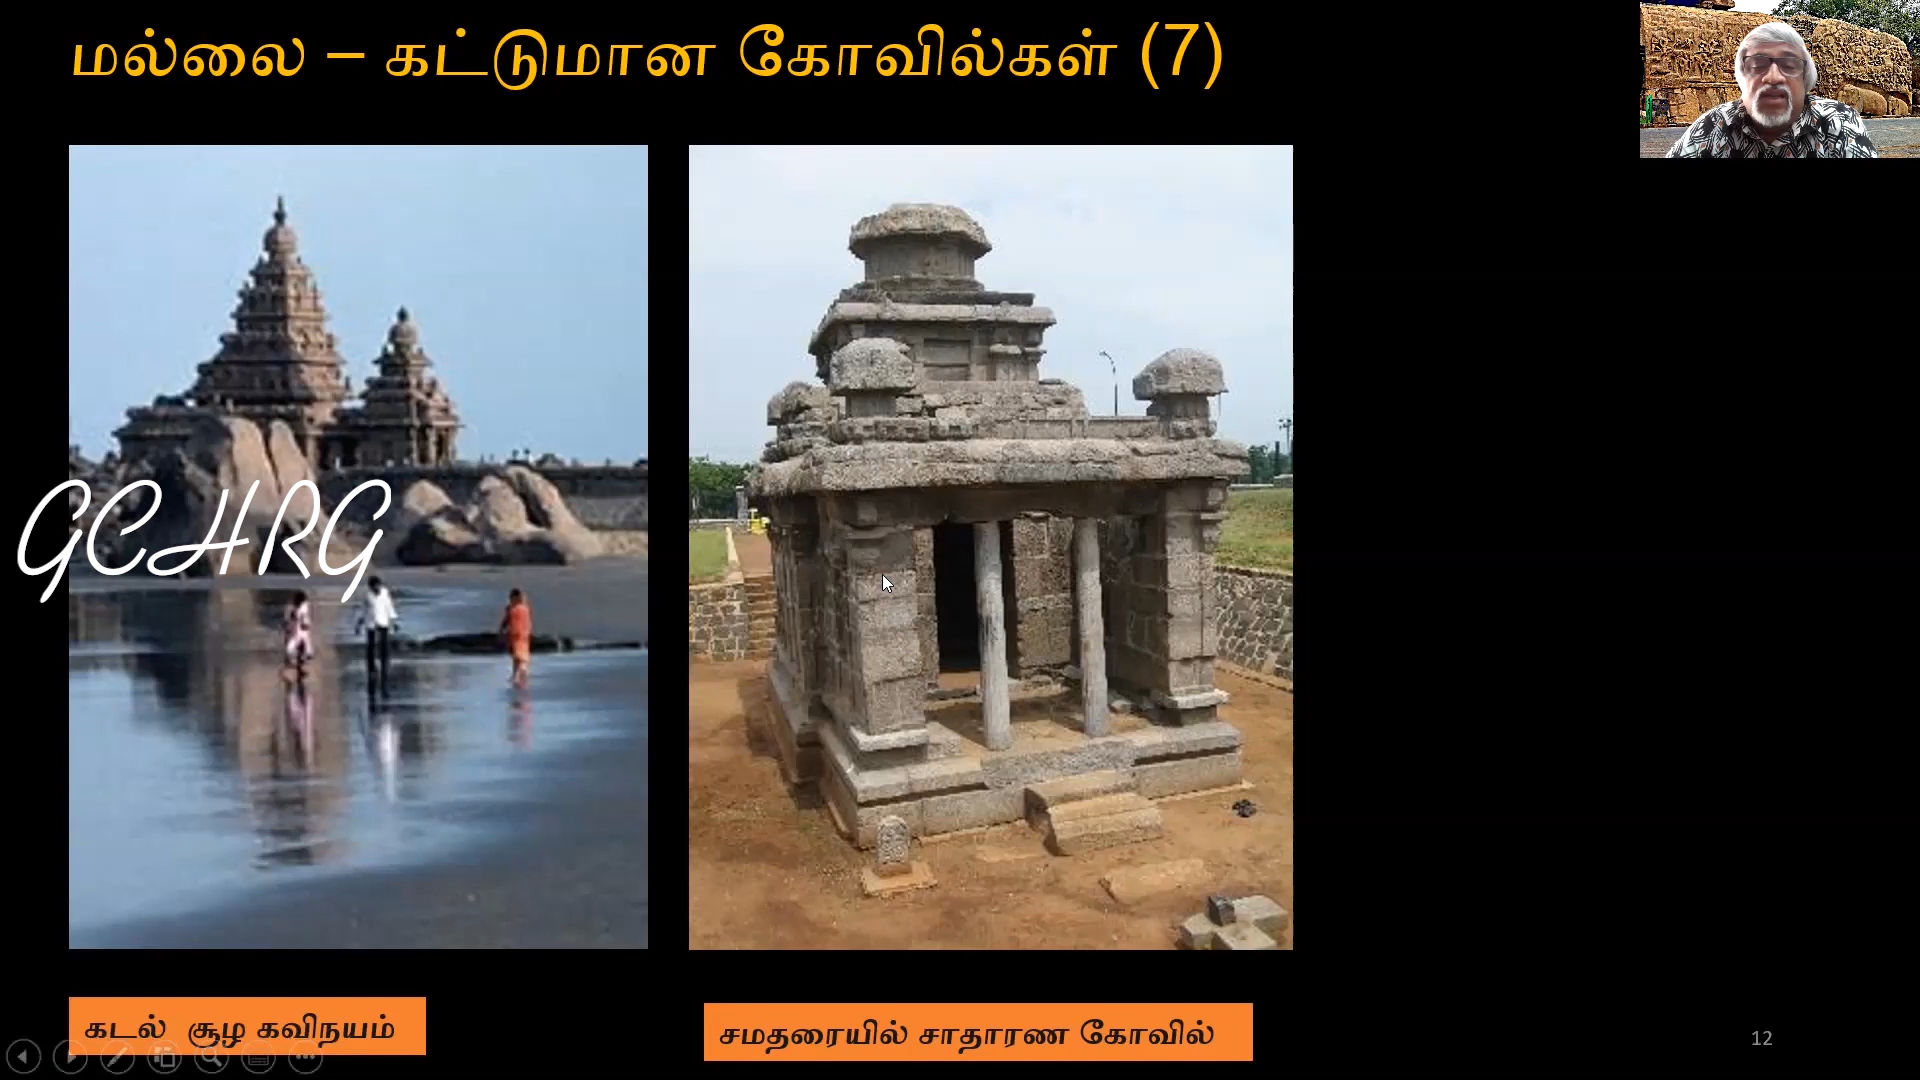 மல்லை – கட்டுமான கோவில்கள் (7)
GCHRG
கடல் சூழ கவிநயம்
சமதரையில் சாதாரண கோவில்
12